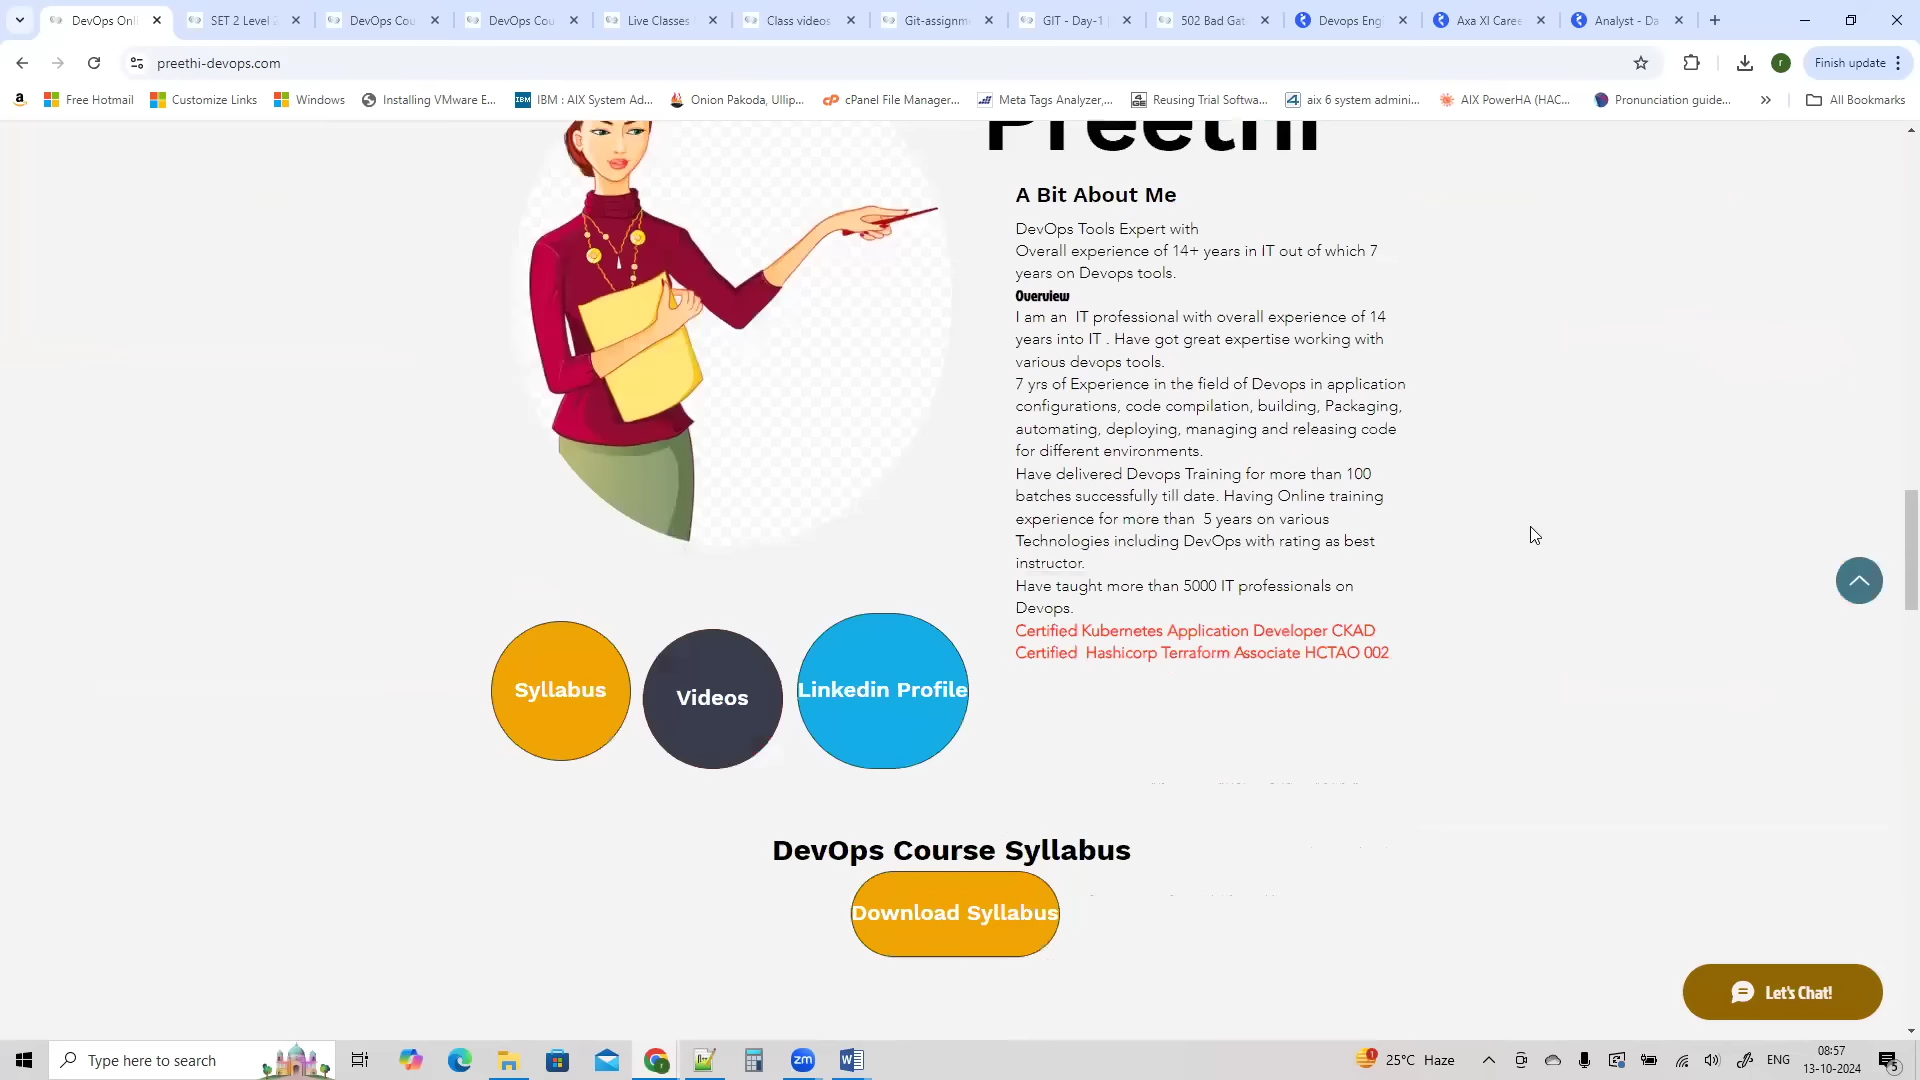 DevOps Onli
SET 2 Level 2
DevOps Cou
DevOps Cou
Live Classes
Class videos
Git-assignm
GIT - Day-1
502 Bad Gat
Devops Eng
Axa Xl Caree
Analyst - Da
preethi-devops.com
Finish update
Free Hotmail
Customize Links
Windows
Installing VMware E...
IBM : AIX System Ad...
Onion Pakoda, Ullip...
cPanel File Manager...
Meta Tags Analyzer,...
Reusing Trial Softwa...
aix 6 system admini...
AIX PowerHA (HAC...
Pronunciation guide...
All Bookmarks
Preethi
A Bit About Me
DevOps Tools Expert with
Overall experience of 14+ years in IT out of which 7
years on Devops tools.
Overview
I am an IT professional with overall experience of 14
years into IT . Have got great expertise working with
various devops tools.
7 yrs of Experience in the field of Devops in application
configurations, code compilation, building, Packaging,
automating, deploying, managing and releasing code
for different environments.
Have delivered Devops Training for more than 100
batches successfully till date. Having Online training
experience for more than 5 years on various
Technologies including DevOps with rating as best
instructor.
Have taught more than 5000 IT professionals on
Devops.
Certified Kubernetes Application Developer CKAD
Certified Hashicorp Terraform Associate HCTAO 002
Syllabus
Videos
Linkedin Profile
DevOps Course Syllabus
Download Syllabus
Let's Chat!
Type here to search
25°C Haze
ENG
08:57
13-10-2024